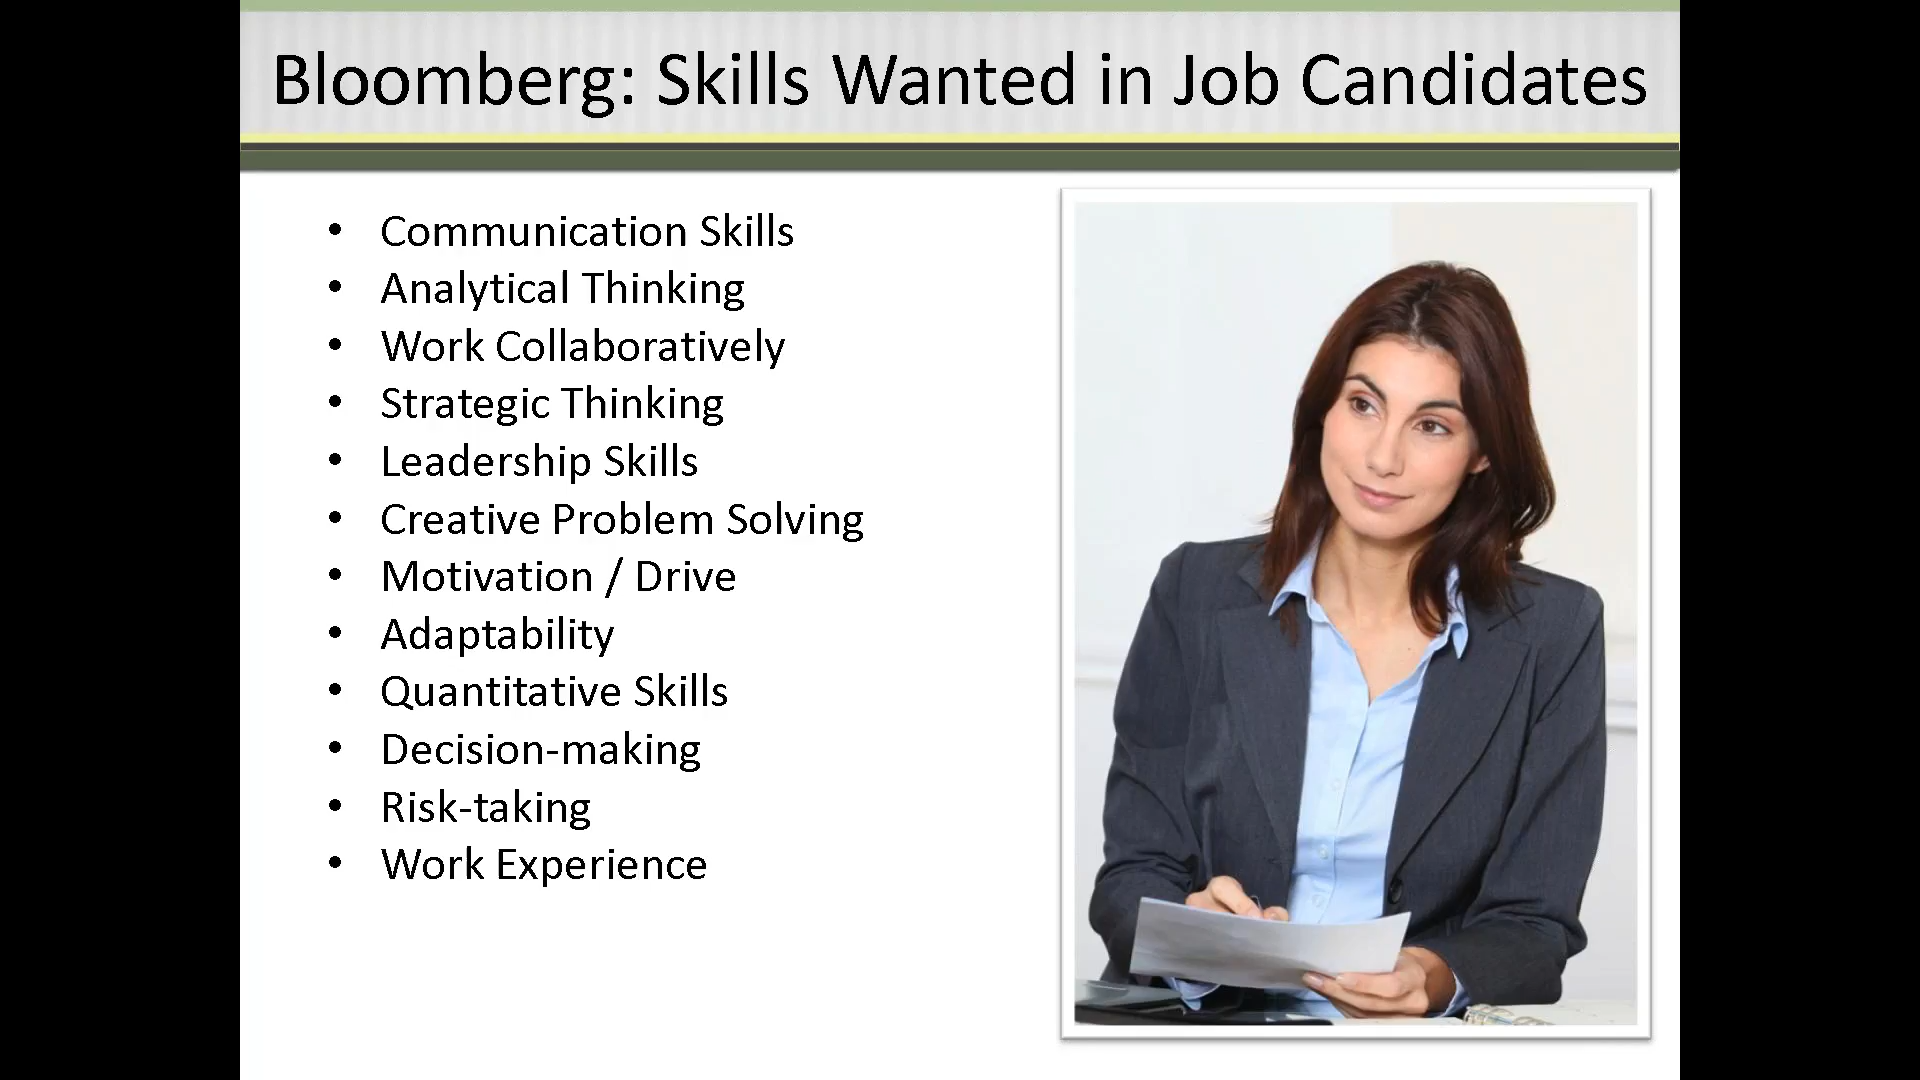 Bloomberg: Skills Wanted in Job Candidates
• Communication Skills
• Analytical Thinking
• Work Collaboratively
• Strategic Thinking
• Leadership Skills
• Creative Problem Solving
• Motivation / Drive
• Adaptability
• Quantitative Skills
• Decision-making
• Risk-taking
• Work Experience